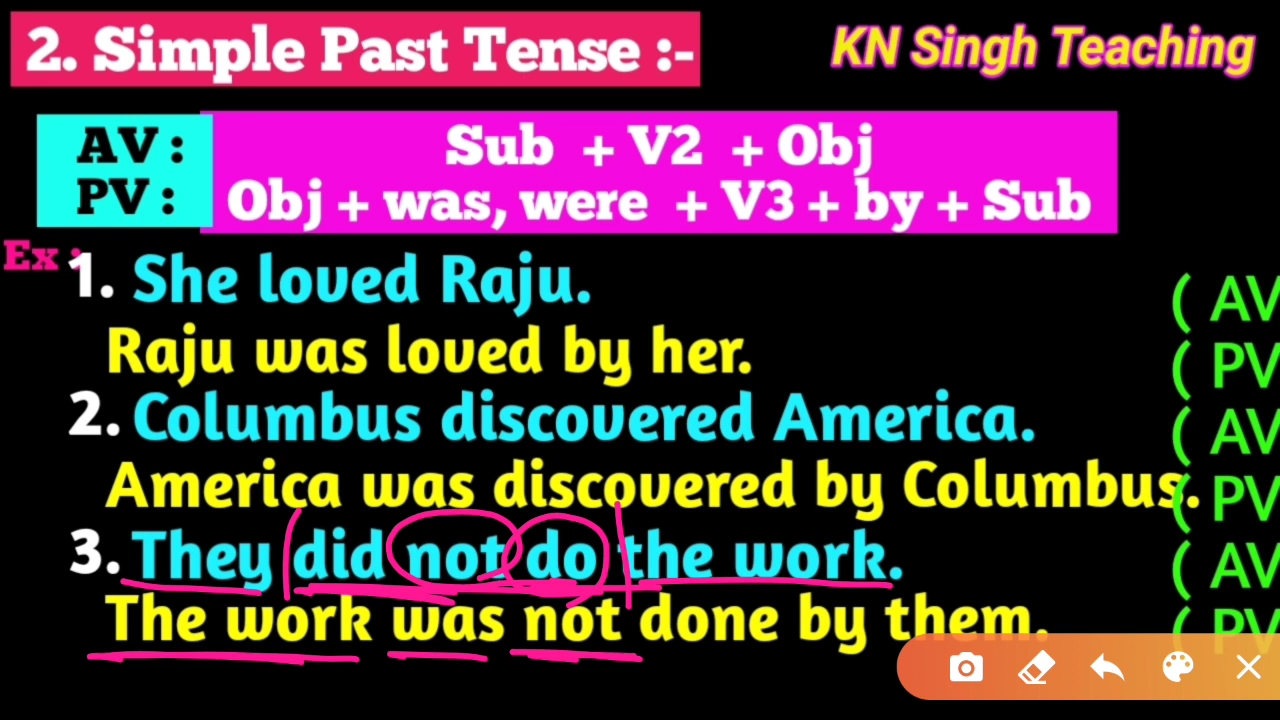 2. Simple Past Tense :-
KN Singh Teaching
AV : Sub + V2 + Obj
PV : Obj + was, were + V3 + by + Sub
Ex :
1. She loved Raju. ( AV
Raju was loved by her. ( PV
2. Columbus discovered America. ( AV
America was discovered by Columbus. ( PV
3. They did not do the work. ( AV
The work was not done by them. ( PV